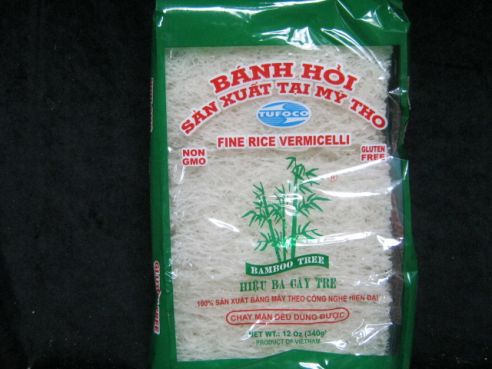 BÁNH HỎI
SẢN XUẤT TẠI MỸ THO
TUFOCO
FINE RICE VERMICELLI
NON
GMO
GLUTEN
FREE
BAMBOO TREE
HIỆU BA CÂY TRE
100% SẢN XUẤT BẰNG MÁY THEO CÔNG NGHỆ HIỆN ĐẠI
CHAY MẶN ĐỀU DÙNG ĐƯỢC
NET WT.: 12 Oz (340g)
PRODUCT OF VIETNAM